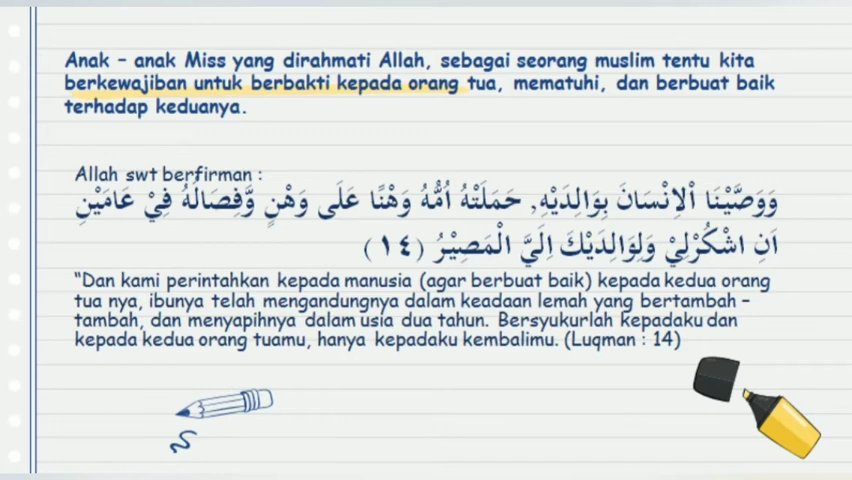 Anak – anak Miss yang dirahmati Allah, sebagai seorang muslim tentu kita
berkewajiban untuk berbakti kepada orang tua, mematuhi, dan berbuat baik
terhadap keduanya.
Allah swt berfirman :
وَوَصَّيْنَا اْلاِنْسَانَ بِوَالِدَيْهِ, حَمَلَتْهُ اُمُّهُ وَهْنًا عَلَى وَهْنٍ وَّفِصَالُهُ فِيْ عَامَيْنِ
اَنِ اشْكُرْلِيْ وَلِوَالِدَيْكَ اِلَيَّ الْمَصِيْرُ (١٤)
“Dan kami perintahkan kepada manusia (agar berbuat baik) kepada kedua orang
tua nya, ibunya telah mengandungnya dalam keadaan lemah yang bertambah –
tambah, dan menyapihnya dalam usia dua tahun. Bersyukurlah kepadaku dan
kepada kedua orang tuamu, hanya kepadaku kembalimu. (Luqman : 14)